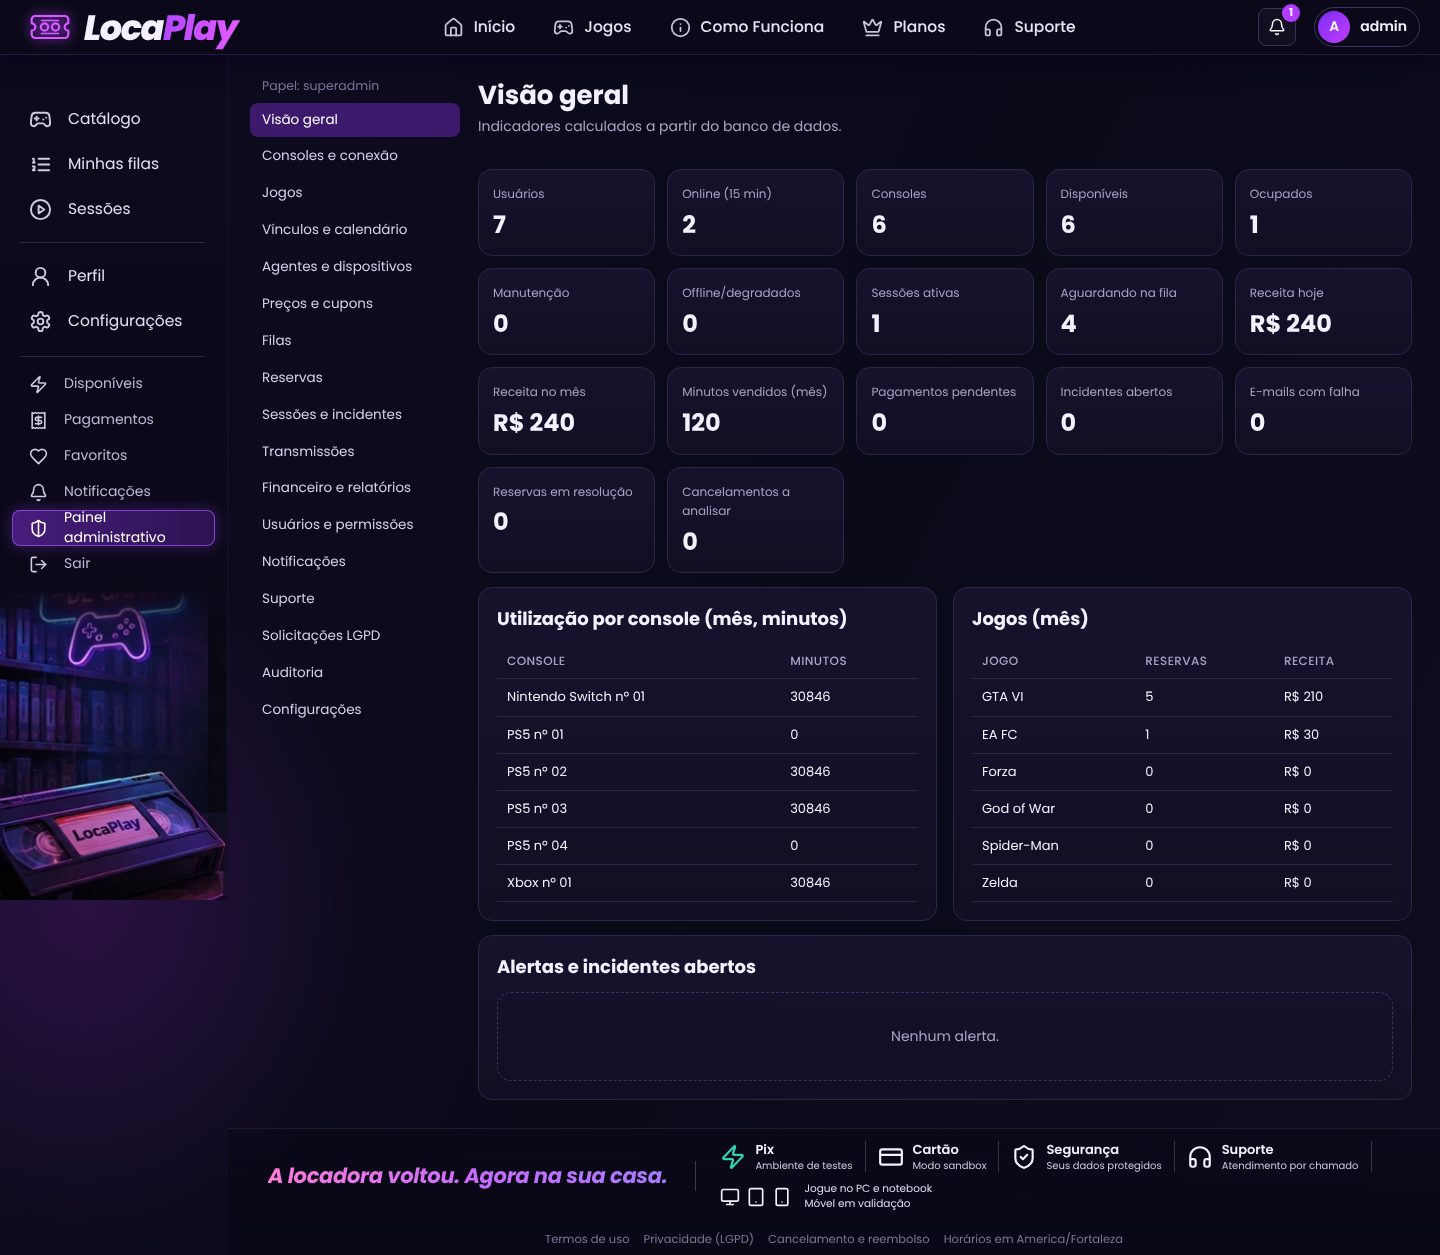 LocaPlay
Início
Jogos
Como Funciona
Planos
Suporte
1
A
admin
Catálogo
Minhas filas
Sessões
Perfil
Configurações
Disponíveis
Pagamentos
Favoritos
Notificações
Painel
administrativo
Sair
LocaPlay
Papel: superadmin
Visão geral
Consoles e conexão
Jogos
Vínculos e calendário
Agentes e dispositivos
Preços e cupons
Filas
Reservas
Sessões e incidentes
Transmissões
Financeiro e relatórios
Usuários e permissões
Notificações
Suporte
Solicitações LGPD
Auditoria
Configurações
Visão geral
Indicadores calculados a partir do banco de dados.
Usuários
7
Online (15 min)
2
Consoles
6
Disponíveis
6
Ocupados
1
Manutenção
0
Offline/degradados
0
Sessões ativas
1
Aguardando na fila
4
Receita hoje
R$ 240
Receita no mês
R$ 240
Minutos vendidos (mês)
120
Pagamentos pendentes
0
Incidentes abertos
0
E-mails com falha
0
Reservas em resolução
0
Cancelamentos a
analisar
0
Utilização por console (mês, minutos)
CONSOLE MINUTOS
Nintendo Switch nº 01 30846
PS5 nº 01 0
PS5 nº 02 30846
PS5 nº 03 30846
PS5 nº 04 0
Xbox nº 01 30846
Jogos (mês)
JOGO RESERVAS RECEITA
GTA VI 5 R$ 210
EA FC 1 R$ 30
Forza 0 R$ 0
God of War 0 R$ 0
Spider-Man 0 R$ 0
Zelda 0 R$ 0
Alertas e incidentes abertos
Nenhum alerta.
A locadora voltou. Agora na sua casa.
Pix
Ambiente de testes
Cartão
Modo sandbox
Segurança
Seus dados protegidos
Suporte
Atendimento por chamado
Jogue no PC e notebook
Móvel em validação
Termos de uso Privacidade (LGPD) Cancelamento e reembolso Horários em America/Fortaleza